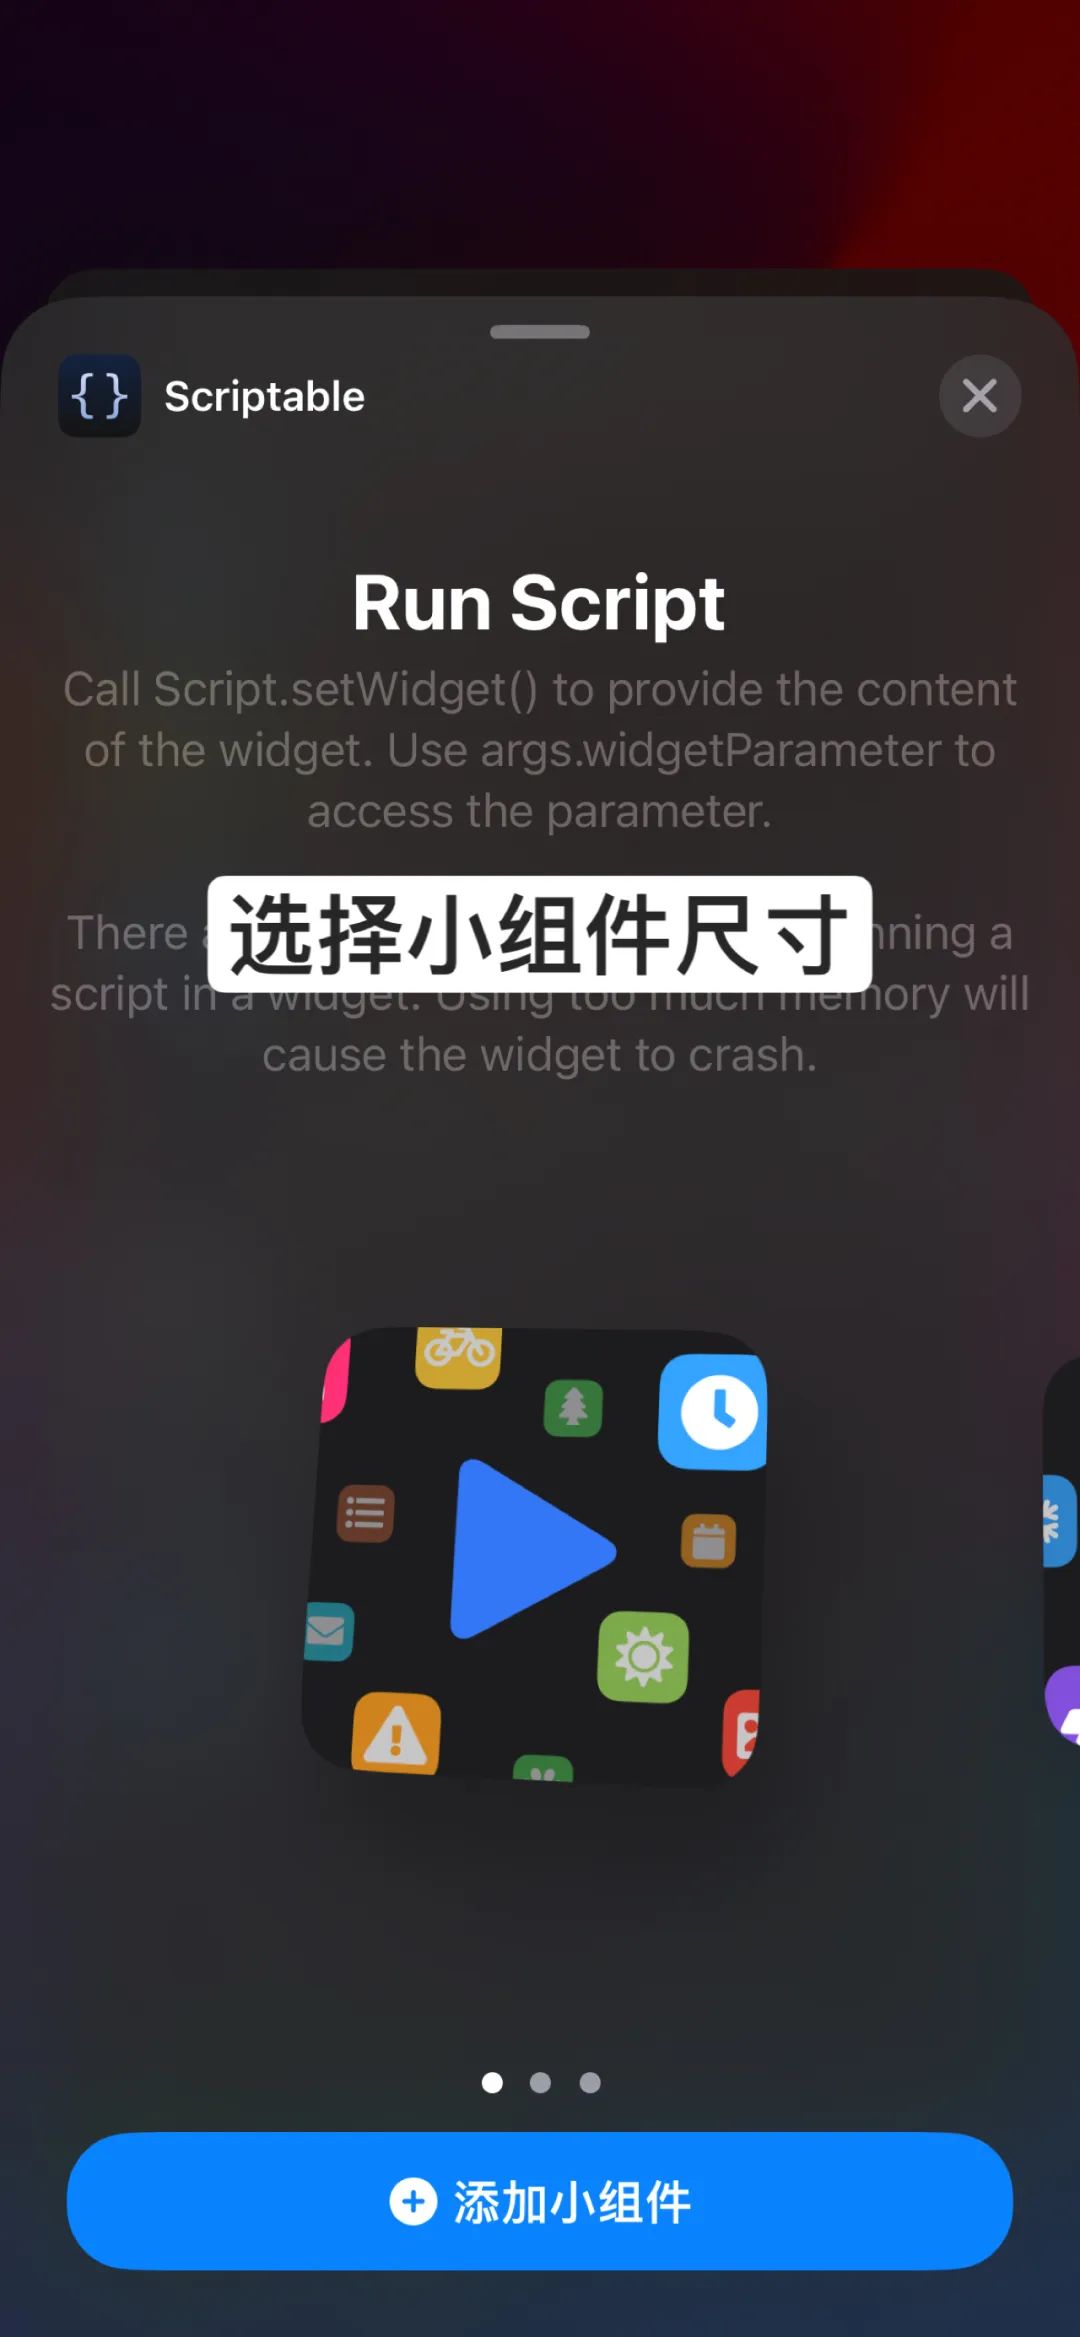 {} Scriptable
Run Script
Call Script.setWidget() to provide the content
of the widget. Use args.widgetParameter to
access the parameter.
选择小组件尺寸
There nning a
script in a widget. Using too much memory will
cause the widget to crash.
添加小组件